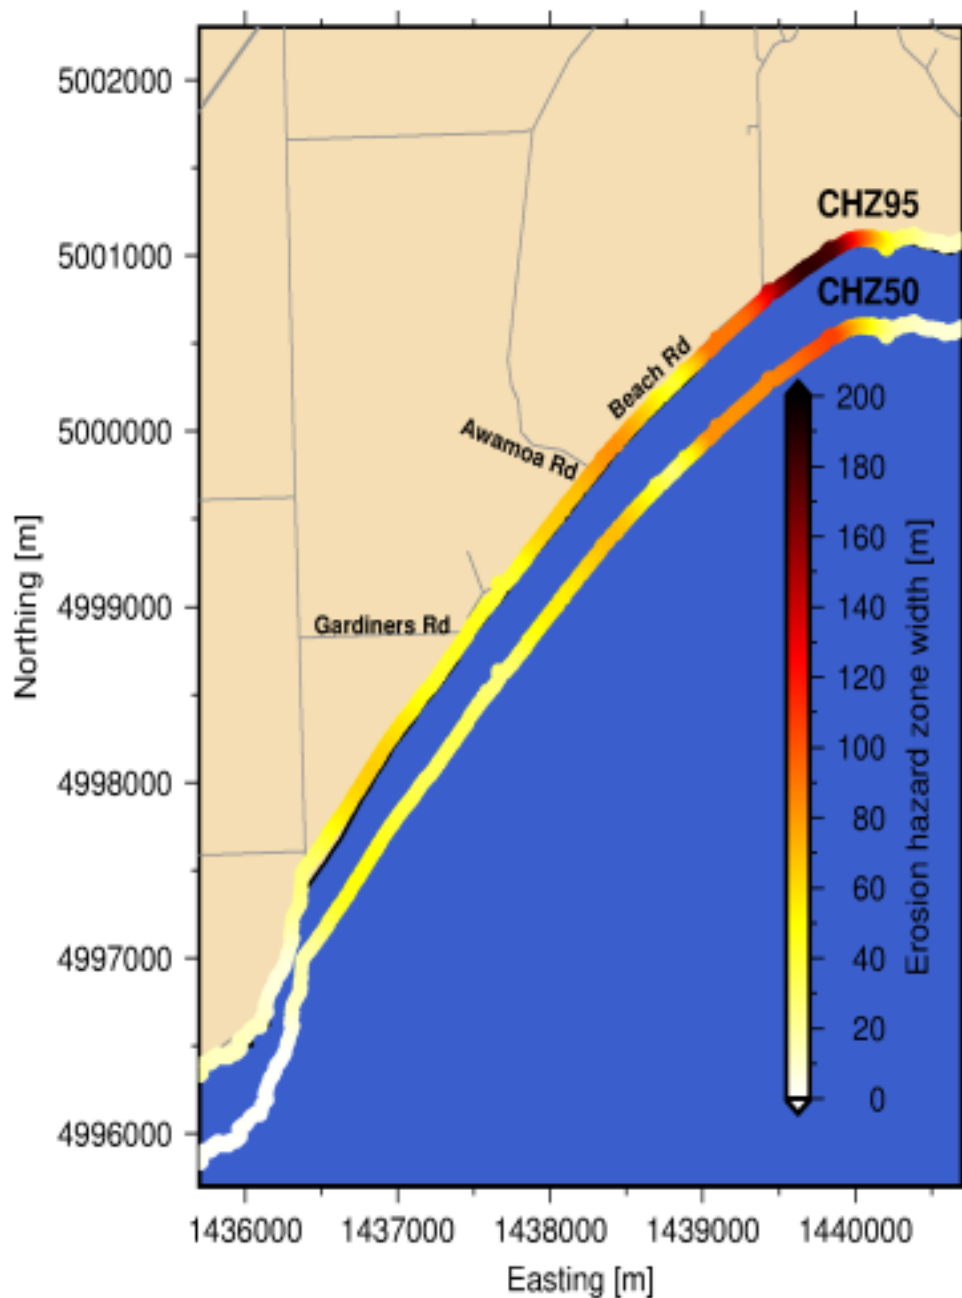 5002000
5001000
5000000
4999000
4998000
4997000
4996000
Northing [m]
CHZ95
CHZ50
Beach Rd
Awamoa Rd
Gardiners Rd
200
180
160
140
120
100
80
60
40
20
0
Erosion hazard zone width [m]
1436000 1437000 1438000 1439000 1440000
Easting [m]